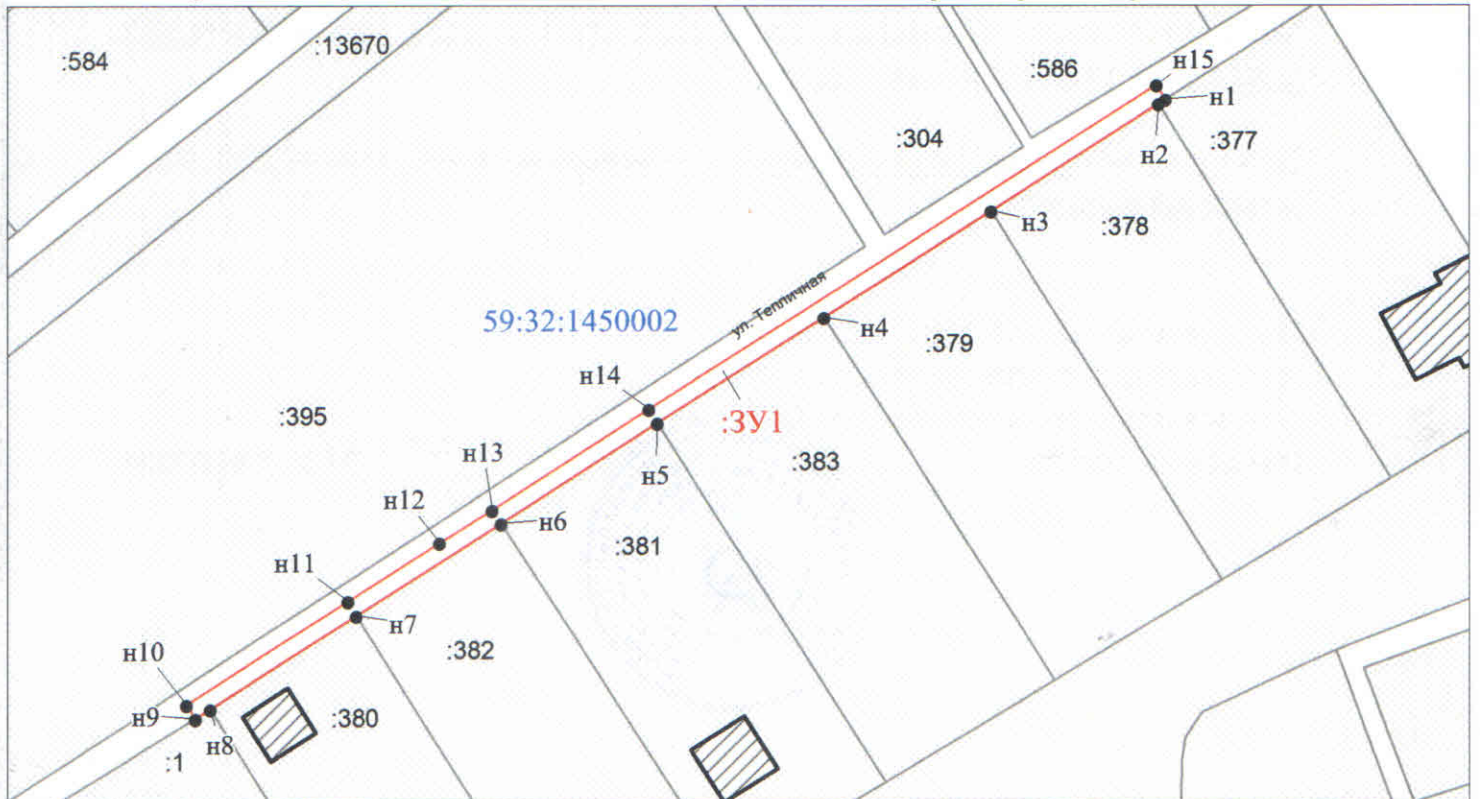 :13670
:584
н15
:586
н1
:304
:377
н2
н3
:378
ул. Тепличная
59:32:1450002
н4
:379
н14
:395
:ЗУ1
н13
:383
н5
н12
н6
:381
н11
н7
:382
н10
н9
:380
н8
:1